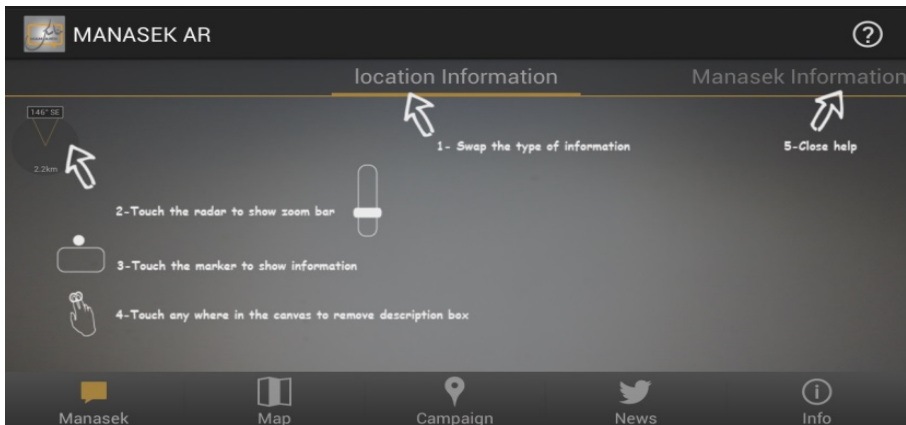 MANASEK AR
location Information
Manasek Information
146° SE
2.2km
1- Swap the type of information
5-Close help
2-Touch the radar to show zoom bar
3-Touch the marker to show information
4-Touch any where in the canvas to remove description box
Manasek
Map
Campaign
News
Info